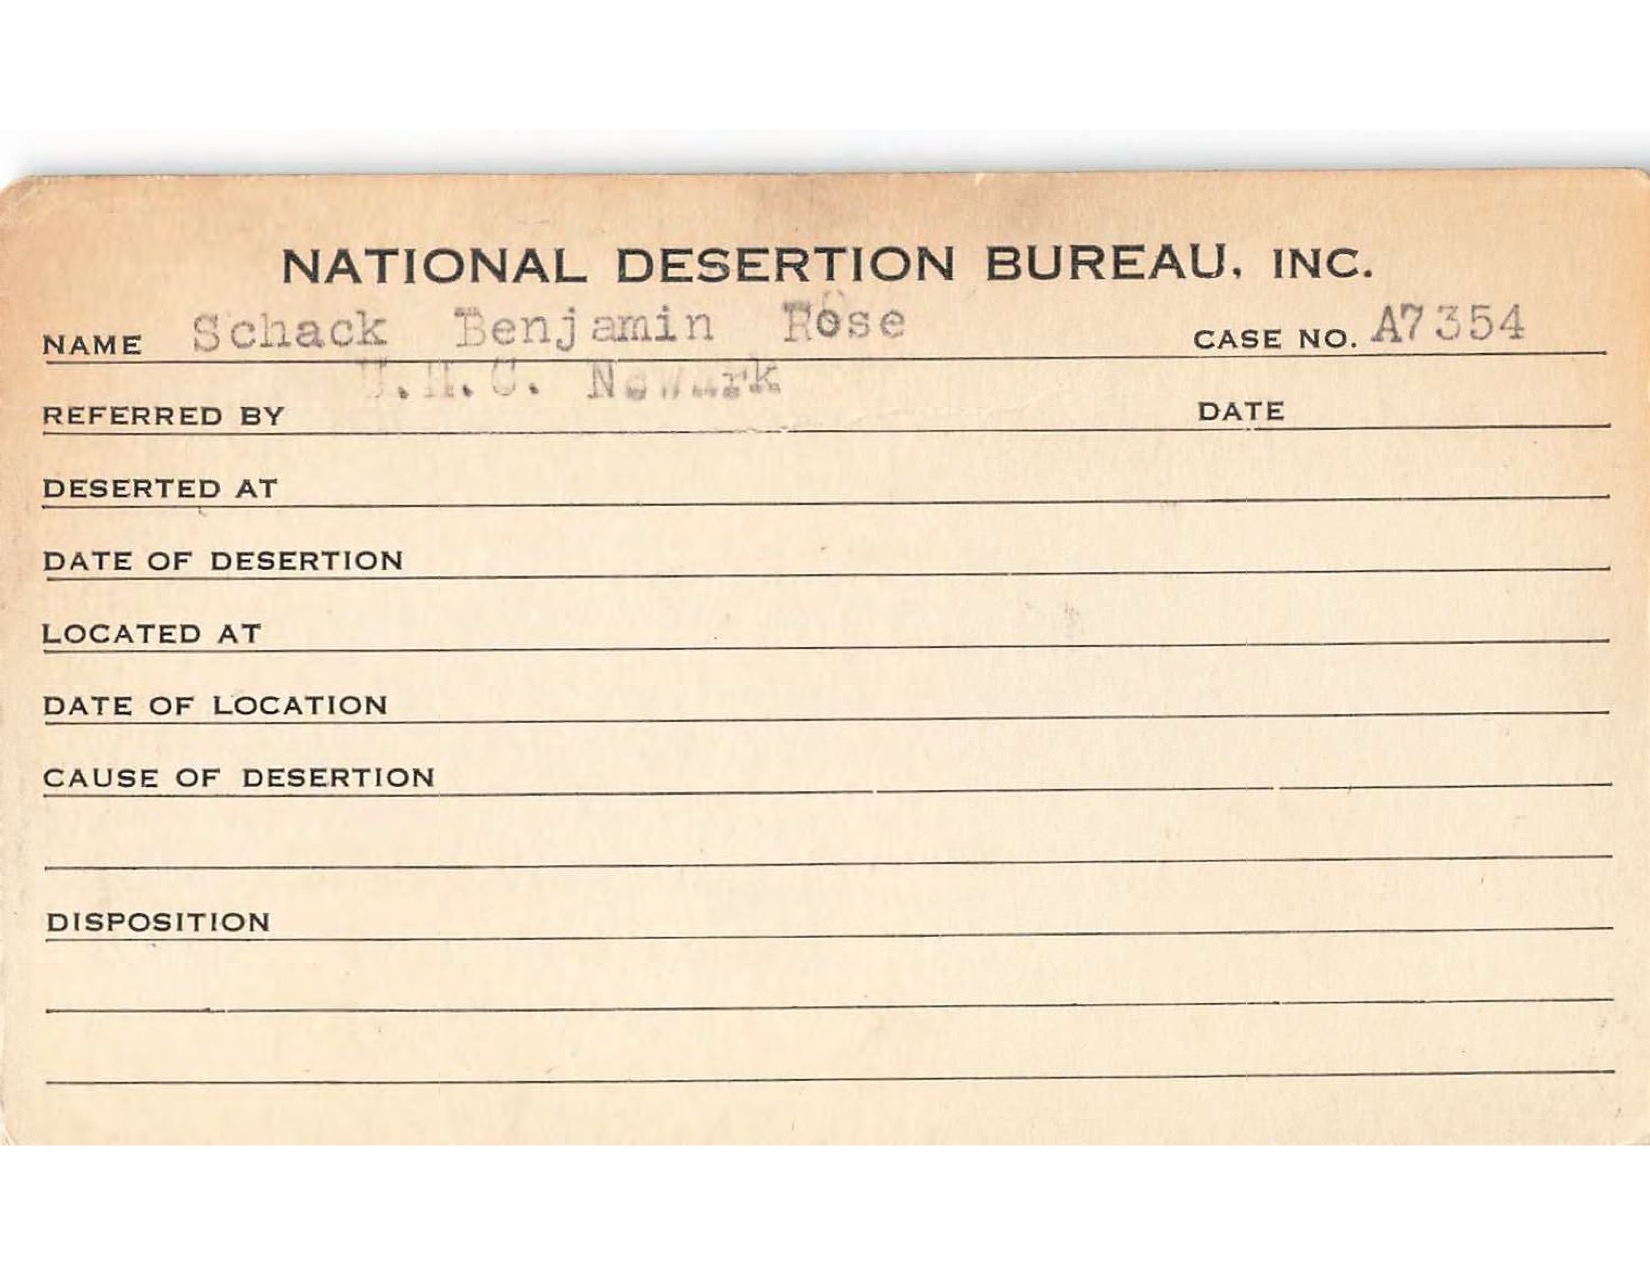 NATIONAL DESERTION BUREAU, INC.
NAME Schack Benjamin Rose CASE NO. A7354
U.H.C. Newark
REFERRED BY DATE
DESERTED AT
DATE OF DESERTION
LOCATED AT
DATE OF LOCATION
CAUSE OF DESERTION
DISPOSITION